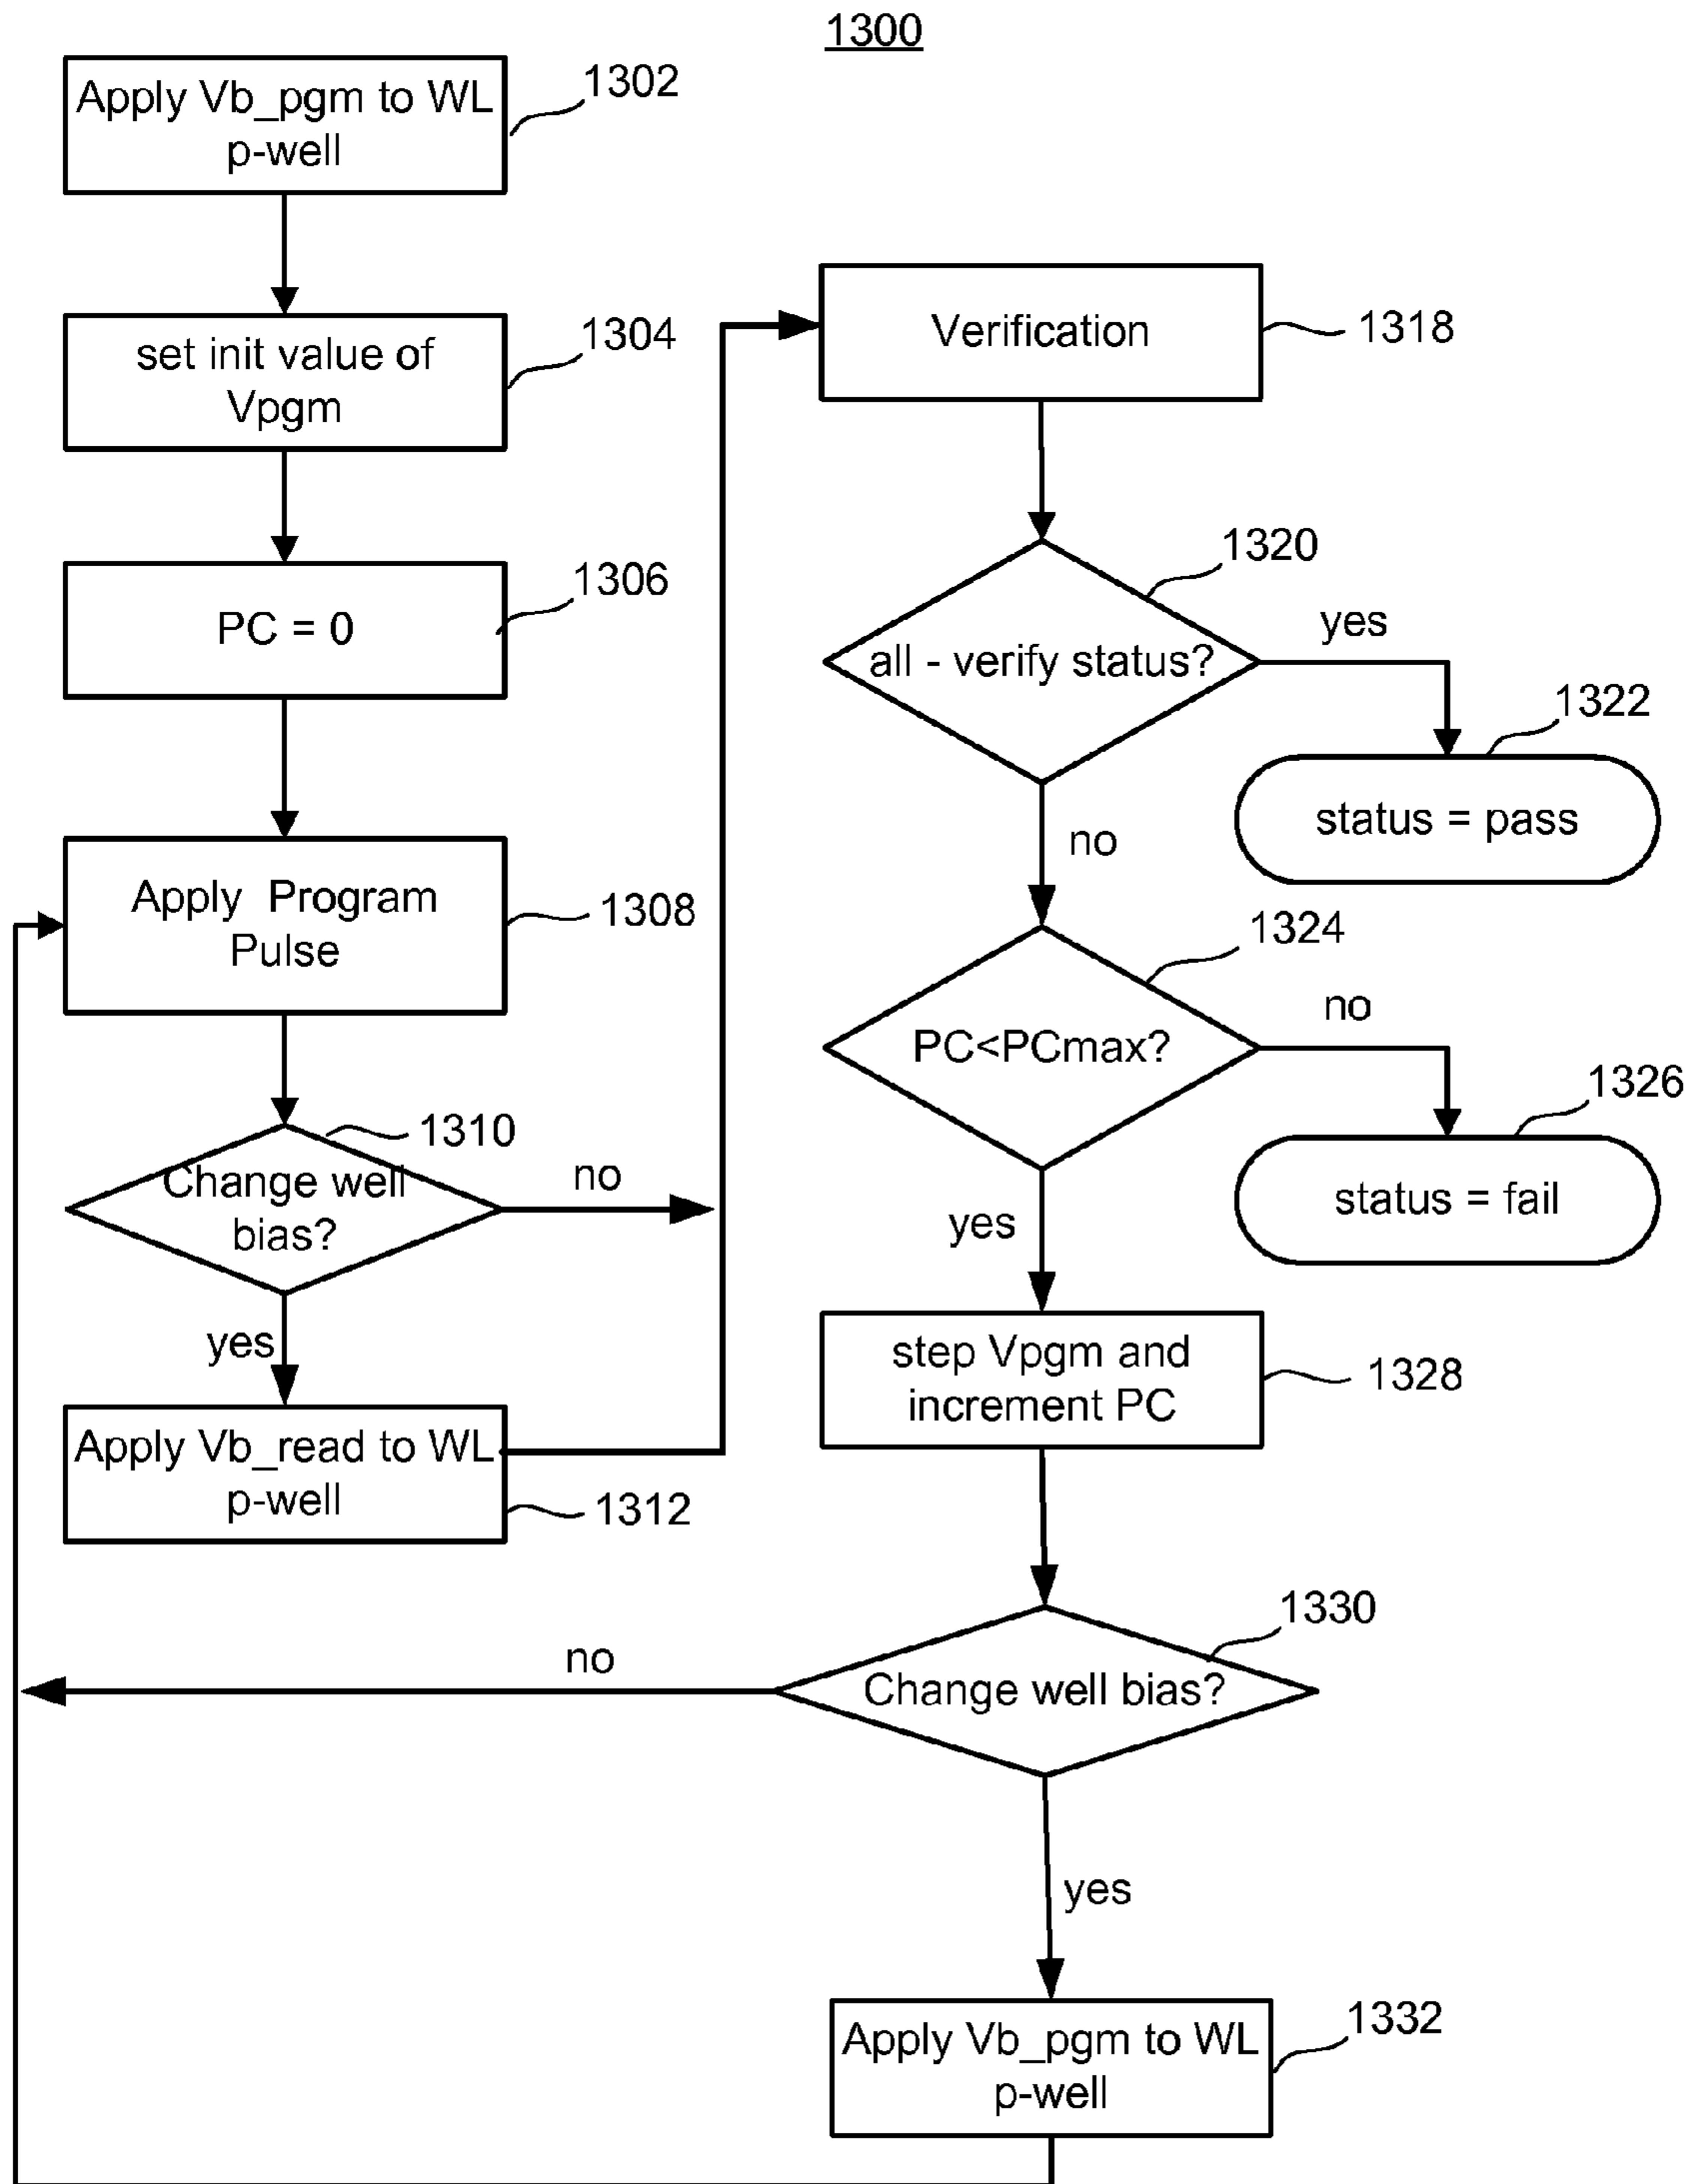 1300
Apply Vb_pgm to WL
p-well
1302
set init value of
Vpgm
1304
PC = 0
1306
Apply Program
Pulse
1308
Change well
bias?
1310
no
yes
Apply Vb_read to WL
p-well
1312
Verification
1318
all - verify status?
1320
yes
1322
status = pass
no
PC<PCmax?
1324
no
1326
status = fail
yes
step Vpgm and
increment PC
1328
Change well bias?
1330
no
yes
Apply Vb_pgm to WL
p-well
1332